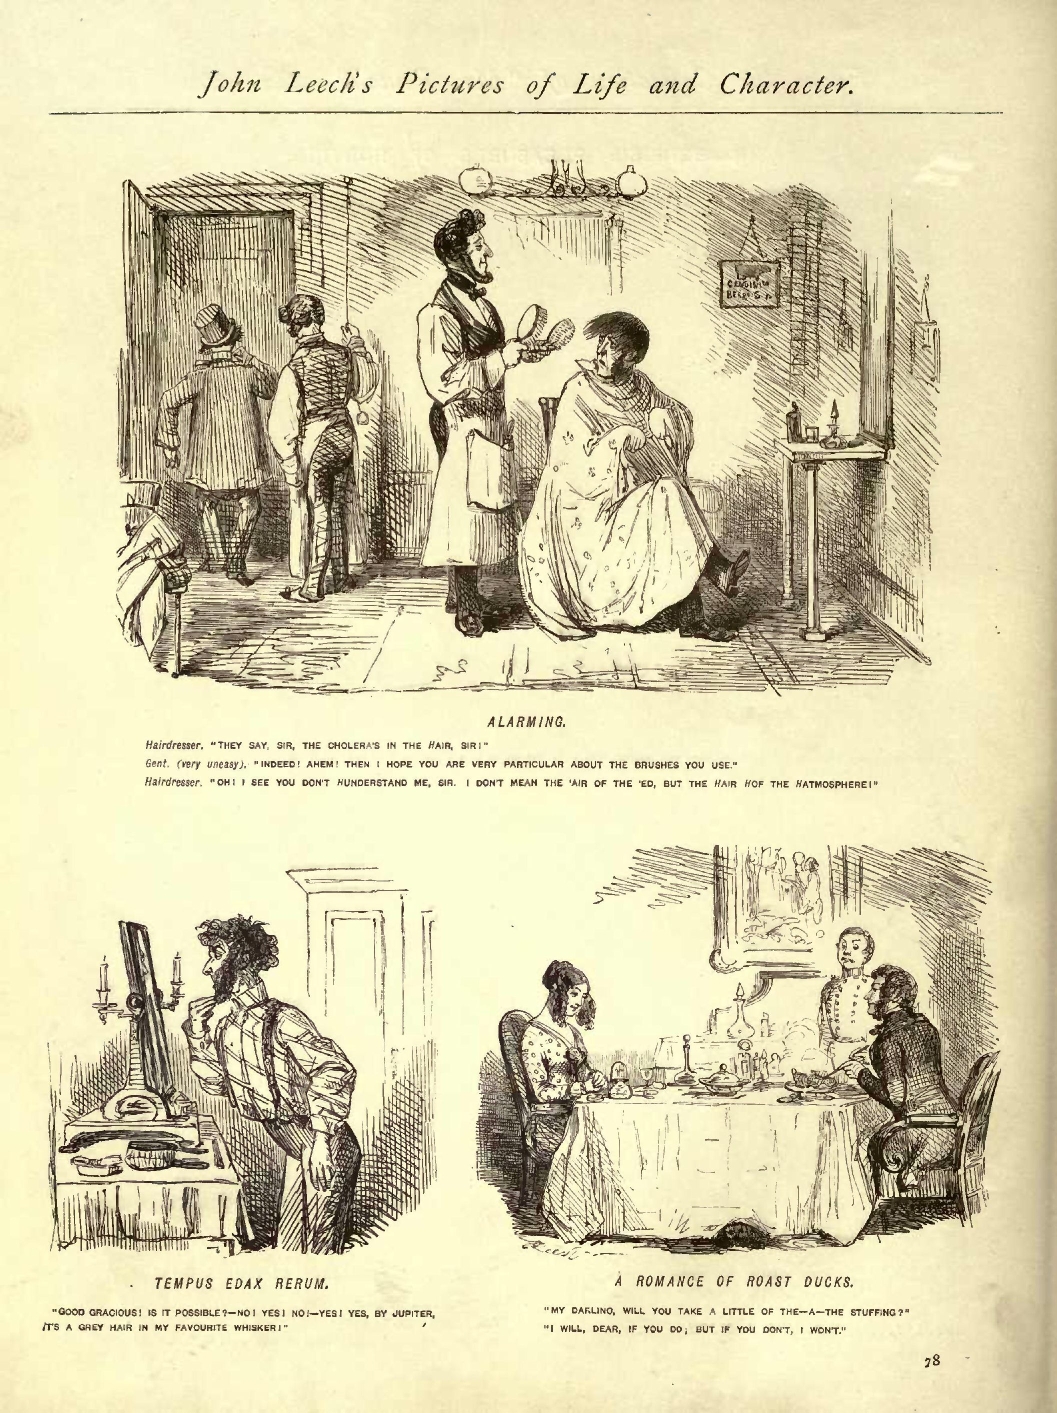 John Leech's Pictures of Life and Character.
ALARMING.
Hairdresser. "THEY SAY, SIR, THE CHOLERA'S IN THE HAIR, SIR!"
Gent. (very uneasy). "INDEED! AHEM! THEN I HOPE YOU ARE VERY PARTICULAR ABOUT THE BRUSHES YOU USE."
Hairdresser. "OH! I SEE YOU DON'T HUNDERSTAND ME, SIR. I DON'T MEAN THE 'AIR OF THE 'ED, BUT THE HAIR HOF THE HATMOSPHERE!"
TEMPUS EDAX RERUM.
"GOOD GRACIOUS! IS IT POSSIBLE?—NO! YES! NO!—YES! YES, BY JUPITER,
IT'S A GREY HAIR IN MY FAVOURITE WHISKER!"
A ROMANCE OF ROAST DUCKS.
"MY DARLING, WILL YOU TAKE A LITTLE OF THE—A—THE STUFFING?"
"I WILL, DEAR, IF YOU DO; BUT IF YOU DON'T, I WON'T."
78